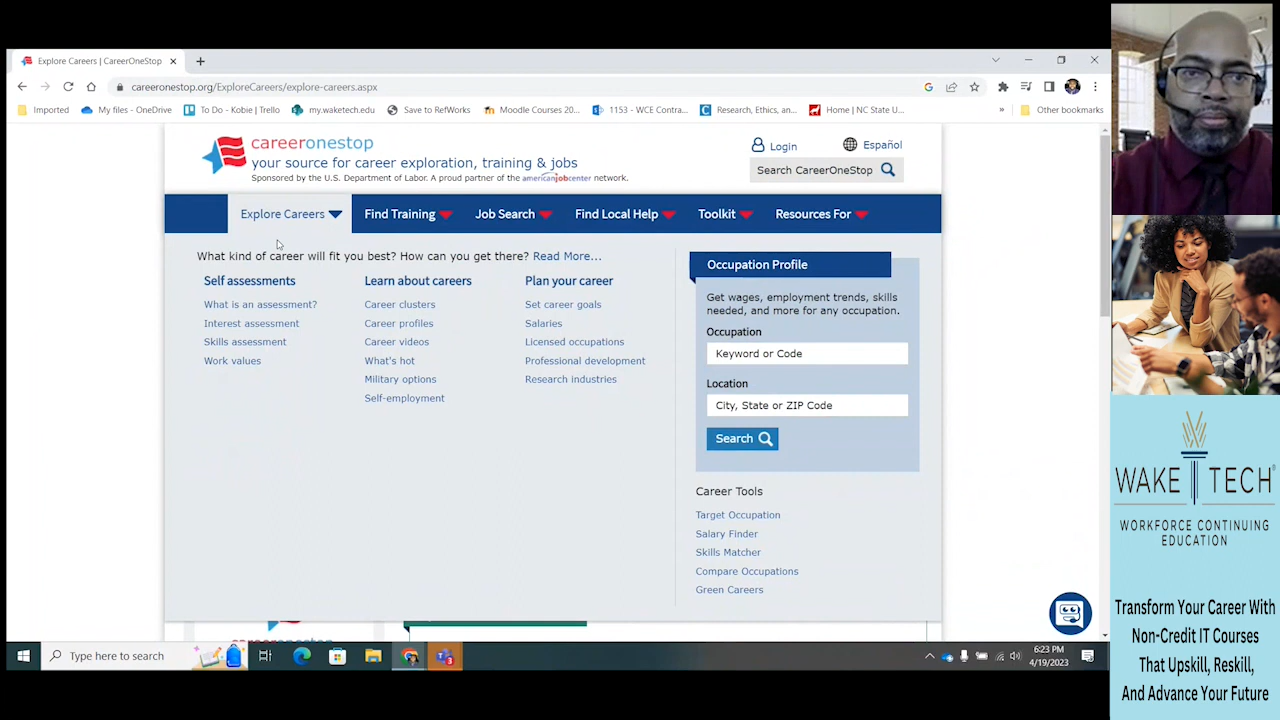 Explore Careers | CareerOneStop
careeronestop.org/ExploreCareers/explore-careers.aspx
Imported
My files - OneDrive
To Do - Kobie | Trello
my.waketech.edu
Save to RefWorks
Moodle Courses 20...
1153 - WCE Contra...
Research, Ethics, an...
Home | NC State U...
»
Other bookmarks
careeronestop
your source for career exploration, training & jobs
Sponsored by the U.S. Department of Labor. A proud partner of the americanjobcenter network.
Login
Español
Search CareerOneStop
Explore Careers
Find Training
Job Search
Find Local Help
Toolkit
Resources For
What kind of career will fit you best? How can you get there? Read More...
Self assessments
What is an assessment?
Interest assessment
Skills assessment
Work values
Learn about careers
Career clusters
Career profiles
Career videos
What's hot
Military options
Self-employment
Plan your career
Set career goals
Salaries
Licensed occupations
Professional development
Research industries
Occupation Profile
Get wages, employment trends, skills
needed, and more for any occupation.
Occupation
Keyword or Code
Location
City, State or ZIP Code
Search
Career Tools
Target Occupation
Salary Finder
Skills Matcher
Compare Occupations
Green Careers
Type here to search
6:23 PM
4/19/2023
WAKE TECH
WORKFORCE CONTINUING
EDUCATION
Transform Your Career With
Non-Credit IT Courses
That Upskill, Reskill,
And Advance Your Future